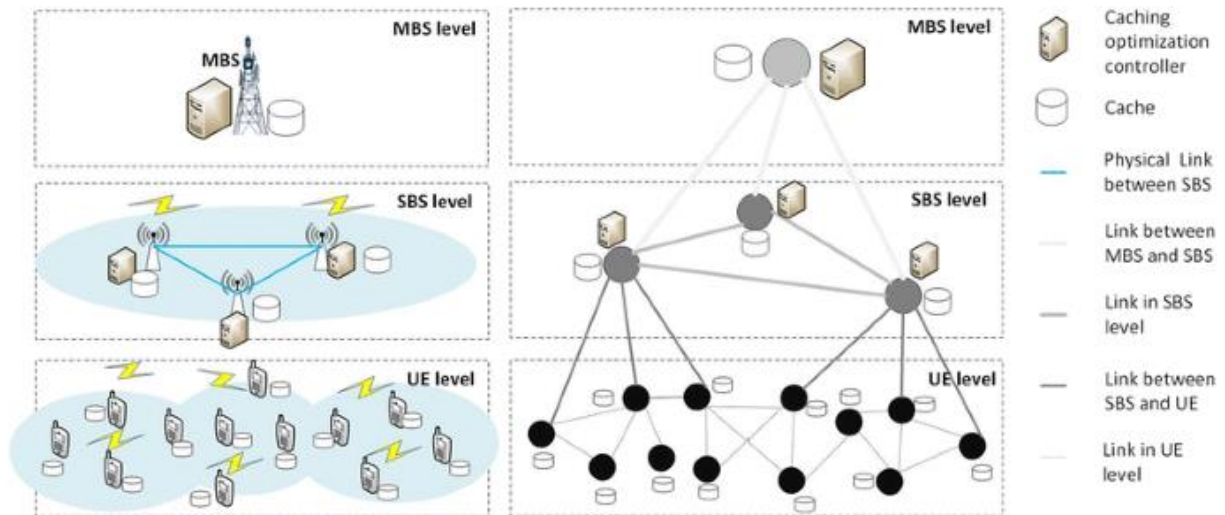 MBS level
MBS
SBS level
UE level
MBS level
SBS level
UE level
Caching
optimization
controller
Cache
Physical Link
between SBS
Link between
MBS and SBS
Link in SBS
level
Link between
SBS and UE
Link in UE
level